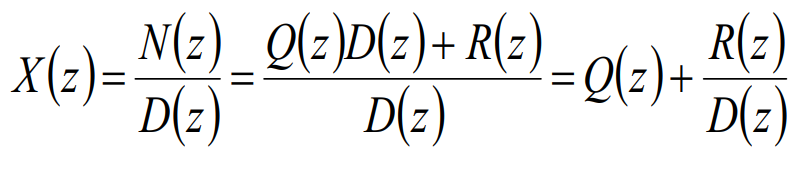 X(z) = N(z)/D(z) = (Q(z)D(z) + R(z))/D(z) = Q(z) + R(z)/D(z)